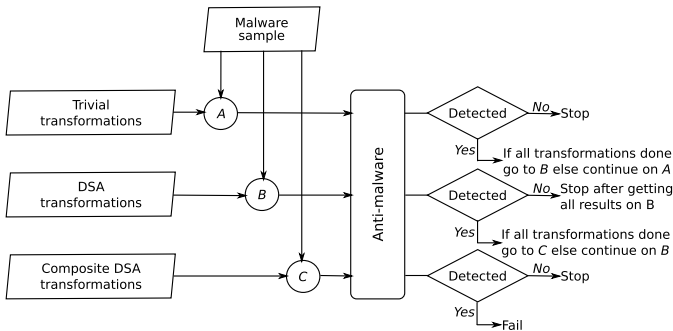 Malware
sample
Trivial
transformations
A
Detected
No
Stop
Yes
If all transformations done
go to B else continue on A
Anti-malware
DSA
transformations
B
Detected
No
Stop after getting
all results on B
Yes
If all transformations done
go to C else continue on B
Composite DSA
transformations
C
Detected
No
Stop
Yes
Fail